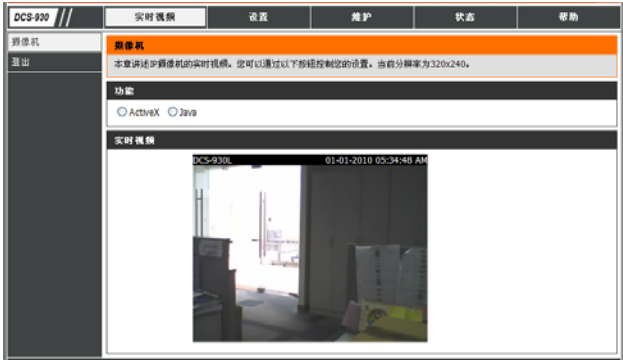 DCS-930
实时视频
设置
维护
状态
帮助
摄像机
退出
摄像机
本章讲述IP摄像机的实时视频。您可以通过以下按钮控制您的设置。当前分辨率为320x240。
功能
ActiveX Java
实时视频
DCS-930L 01-01-2010 05:34:48 AM